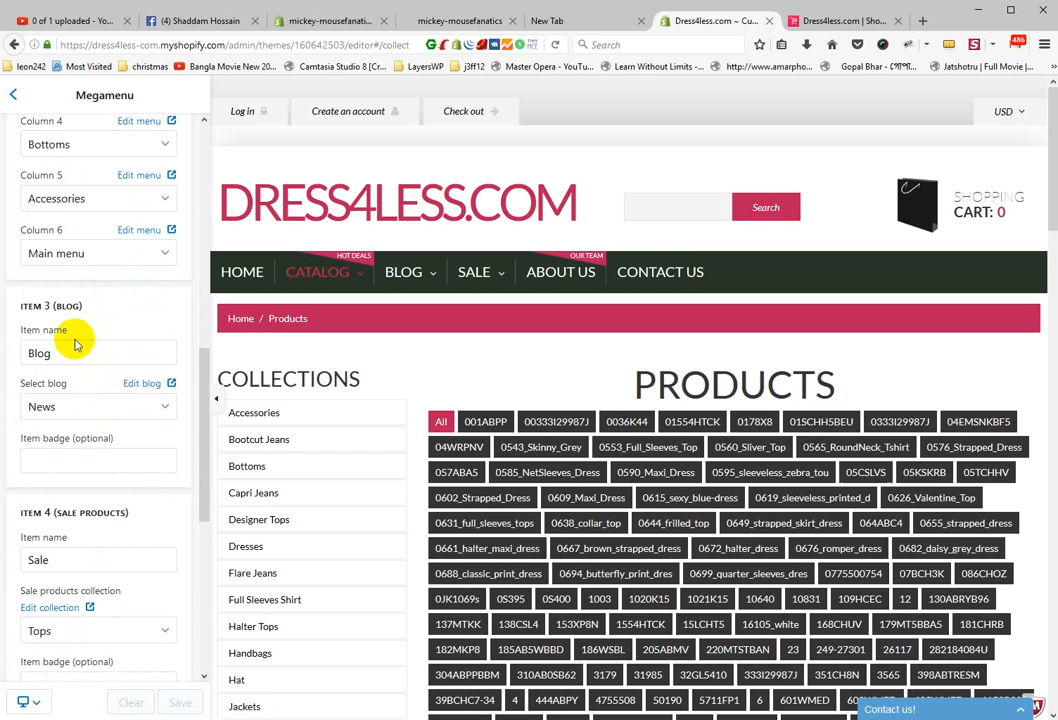 0 of 1 uploaded - YouT
(4) Shaddam Hossain
mickey-mousefanati...
mickey-mousefanatics
New Tab
Dress4less.com ~ Cu...
Dress4less.com | Sho...
https://dress4less-com.myshopify.com/admin/themes/160642503/editor#/collect
Search
486
leon242
Most Visited
christmas
Bangla Movie New 20...
Camtasia Studio 8 [Cr...
LayersWP
j3ff12
Master Opera - YouTu...
Learn Without Limits -...
http://www.amarpho...
Jatshotru | Full Movie |...
Megamenu
Column 4
Edit menu
Bottoms
Column 5
Edit menu
Accessories
Column 6
Edit menu
Main menu
ITEM 3 (BLOG)
Item name
Blog
Select blog
Edit blog
News
Item badge (optional)
ITEM 4 (SALE PRODUCTS)
Item name
Sale
Sale products collection
Edit collection
Tops
Item badge (optional)
Clear
Save
Log in
Create an account
Check out
USD
DRESS4LESS.COM
Search
SHOPPING
CART: 0
HOT DEALS
OUR TEAM
HOME
CATALOG
BLOG
SALE
ABOUT US
CONTACT US
Home / Products
COLLECTIONS
Accessories
Bootcut Jeans
Bottoms
Capri Jeans
Designer Tops
Dresses
Flare Jeans
Full Sleeves Shirt
Halter Tops
Handbags
Hat
Jackets
PRODUCTS
All 001ABPP 00333I29987J 0036K44 01554HTCK 0178X8 01SCHH5BEU 0333I29987J 04EMSNKBF5
04WRPNV 0543_Skinny_Grey 0553_Full_Sleeves_Top 0560_Sliver_Top 0565_RoundNeck_Tshirt 0576_Strapped_Dress
057ABA5 0585_NetSleeves_Dress 0590_Maxi_Dress 0595_sleeveless_zebra_tou 05CSLVS 05KSKRB 05TCHHV
0602_Strapped_Dress 0609_Maxi_Dress 0615_sexy_blue-dress 0619_sleeveless_printed_d 0626_Valentine_Top
0631_full_sleeves_tops 0638_collar_top 0644_frilled_top 0649_strapped_skirt_dress 064ABC4 0655_strapped_dress
0661_halter_maxi_dress 0667_brown_strapped_dress 0672_halter_dress 0676_romper_dress 0682_daisy_grey_dress
0688_classic_print_dress 0694_butterfly_print_dres 0699_quarter_sleevles_dres 0775500754 07BCH3K 086CHOZ
0JK1069s 0S395 0S400 1003 1020K15 1021K15 10640 10831 109HCEC 12 130ABRYB96
137MTKK 138CSL4 153XP8N 1554HTCK 15LCHT5 16105_white 168CHUV 179MT5BBA5 181CHRB
182MKP8 185AB5WBBD 186WSBL 205ABMV 220MTSTBAN 23 249-27301 26117 282184084U
304ABPPBBM 310AB0SB62 3179 31985 32GL5410 333I29987J 351CH8N 3565 398ABTRESM
39BCHC7-34 4 444ABPY 4755508 50190 5711FP1 6 601WMED
Contact us!